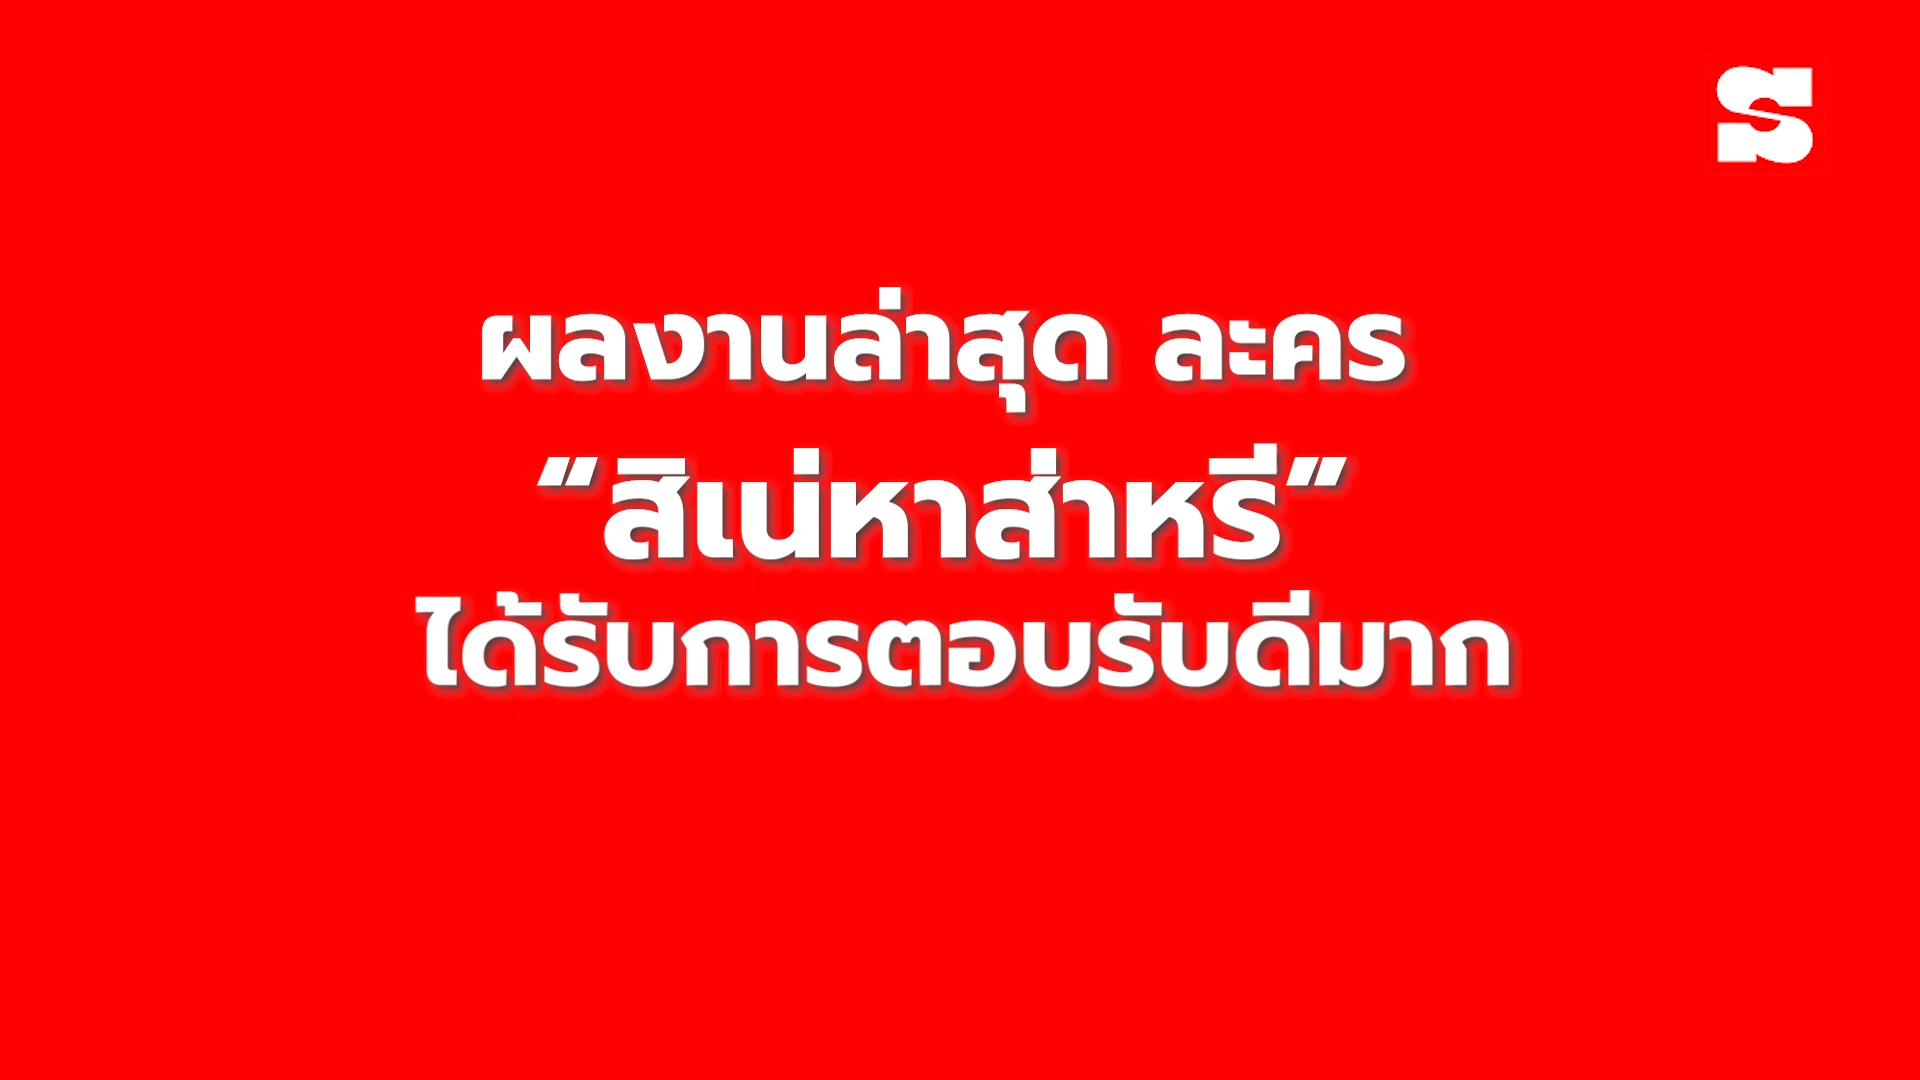 S
ผลงานล่าสุด ละคร
“สิเน่หาส่าหรี”
ได้รับการตอบรับดีมาก